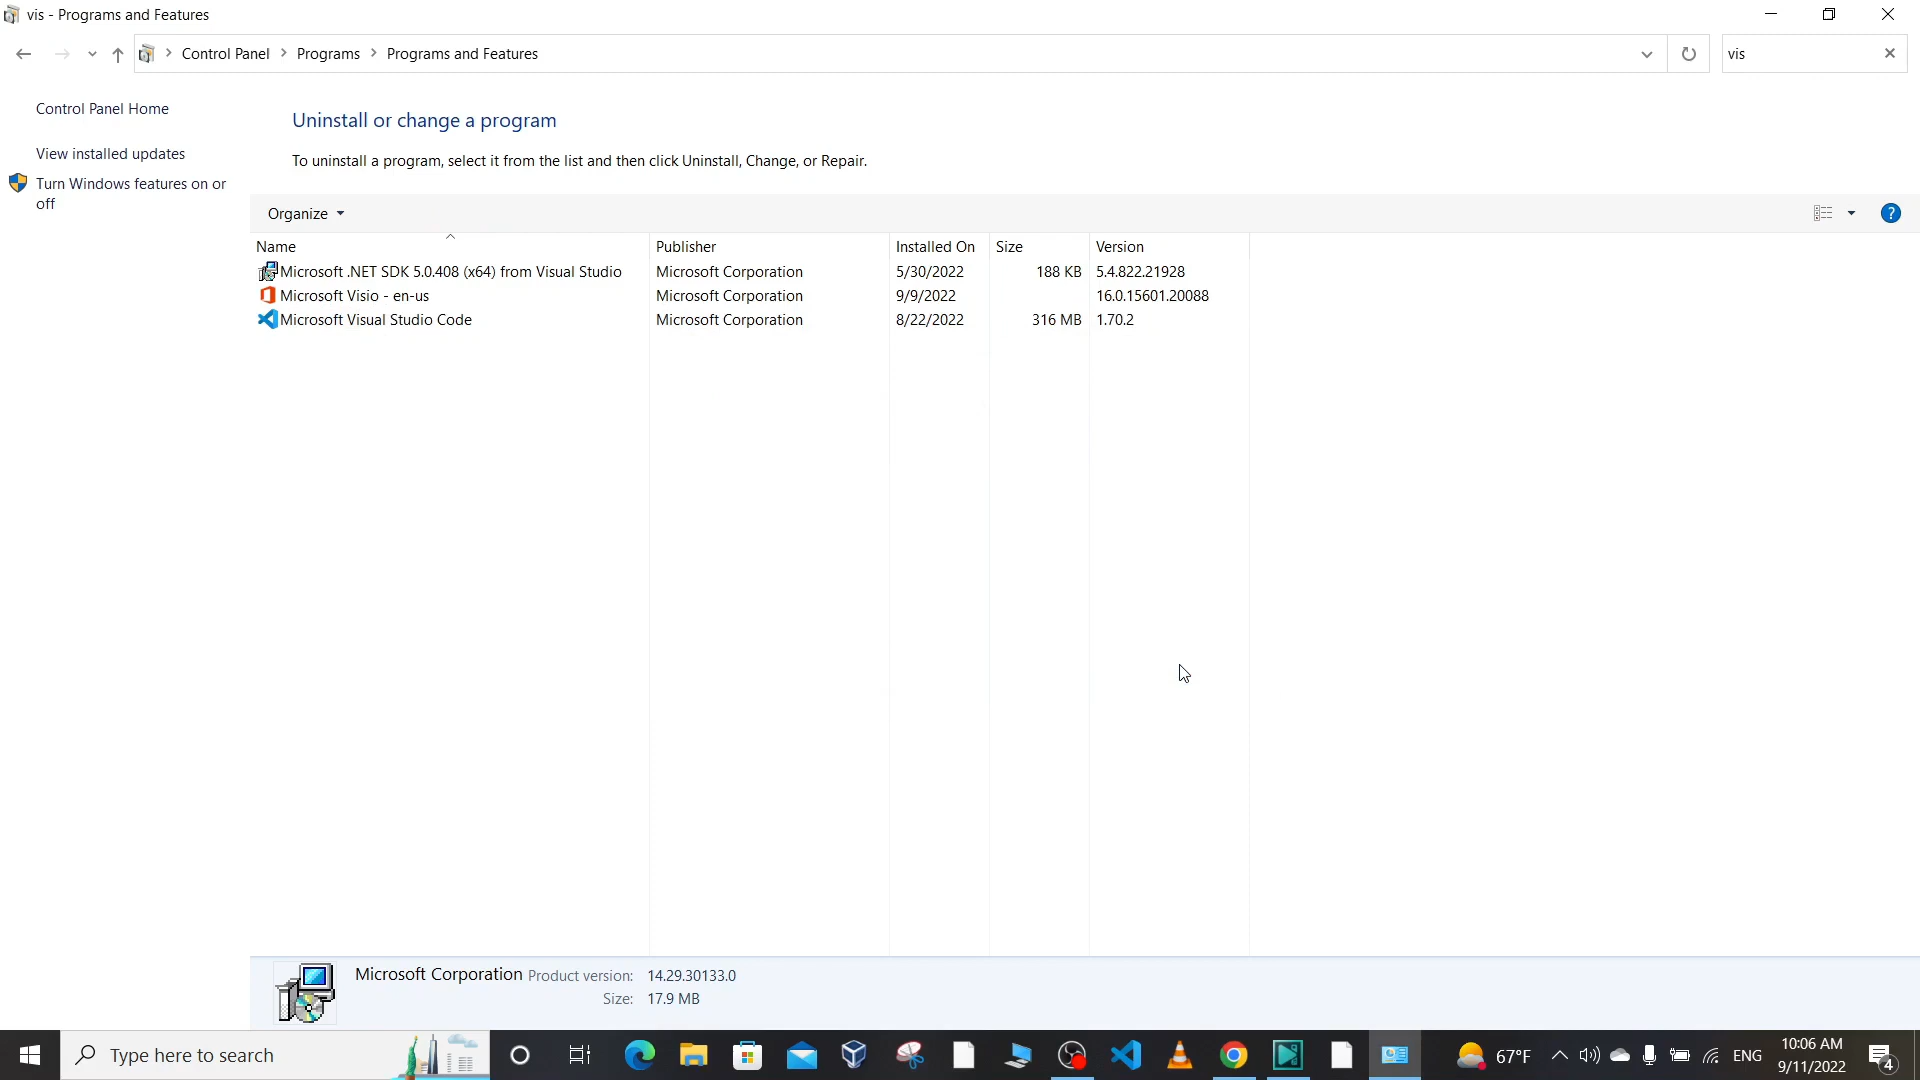 vis - Programs and Features
Control Panel Programs Programs and Features
vis
Control Panel Home
View installed updates
Turn Windows features on or
off
Uninstall or change a program
To uninstall a program, select it from the list and then click Uninstall, Change, or Repair.
Organize
Name Publisher Installed On Size Version
Microsoft .NET SDK 5.0.408 (x64) from Visual Studio Microsoft Corporation 5/30/2022 188 KB 5.4.822.21928
Microsoft Visio - en-us Microsoft Corporation 9/9/2022 16.0.15601.20088
Microsoft Visual Studio Code Microsoft Corporation 8/22/2022 316 MB 1.70.2
Microsoft Corporation Product version: 14.29.30133.0
Size: 17.9 MB
Type here to search
67°F
ENG
10:06 AM
9/11/2022
4